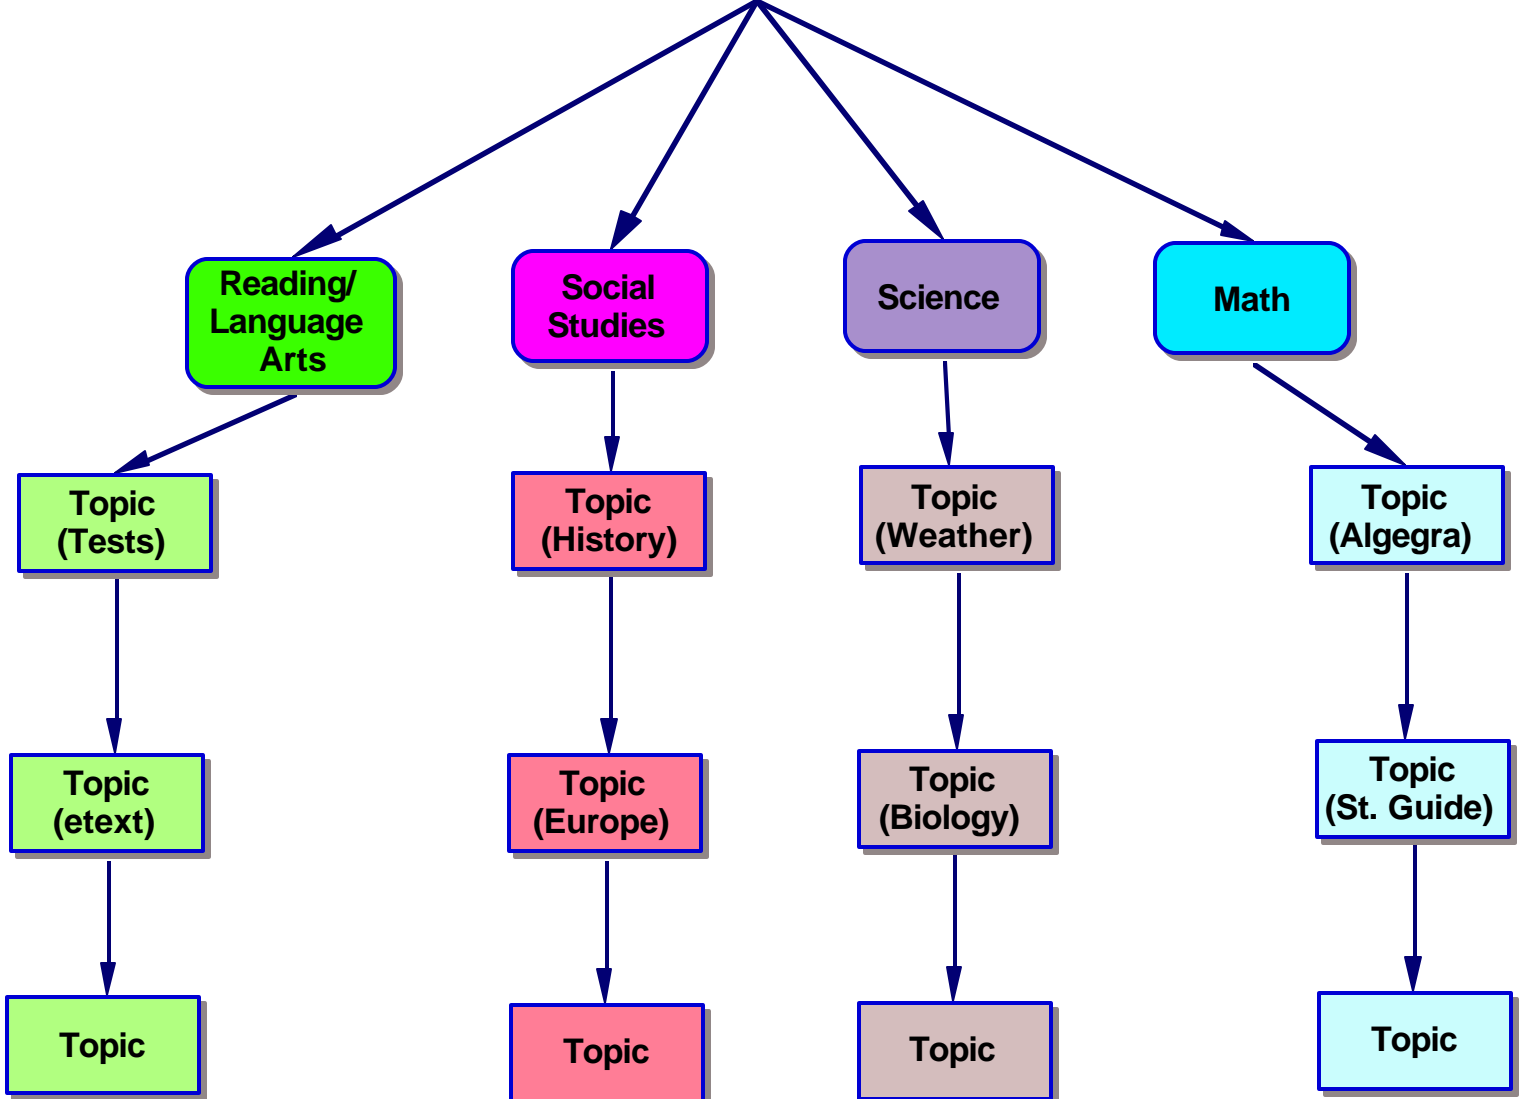 Reading/
Language
Arts
Social
Studies
Science
Math
Topic
(Tests)
Topic
(History)
Topic
(Weather)
Topic
(Algegra)
Topic
(etext)
Topic
(Europe)
Topic
(Biology)
Topic
(St. Guide)
Topic
Topic
Topic
Topic